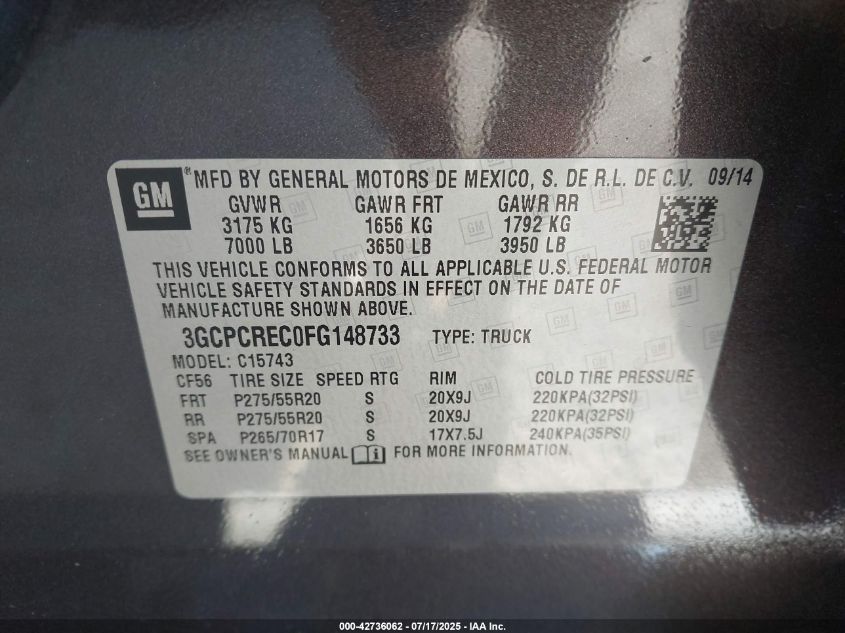 GM
® MFD BY GENERAL MOTORS DE MEXICO, S. DE R.L. DE C.V. 09/14
GVWR GAWR FRT GAWR RR
3175 KG 1656 KG 1792 KG
7000 LB 3650 LB 3950 LB
THIS VEHICLE CONFORMS TO ALL APPLICABLE U.S. FEDERAL MOTOR
VEHICLE SAFETY STANDARDS IN EFFECT ON THE DATE OF
MANUFACTURE SHOWN ABOVE.
3GCPCREC0FG148733 TYPE: TRUCK
MODEL: C15743
CF56 TIRE SIZE SPEED RTG RIM COLD TIRE PRESSURE
FRT P275/55R20 S 20X9J 220KPA(32PSI)
RR P275/55R20 S 20X9J 220KPA(32PSI)
SPA P265/70R17 S 17X7.5J 240KPA(35PSI)
SEE OWNER'S MANUAL i FOR MORE INFORMATION.
000-42736062 - 07/17/2025 - IAA Inc.